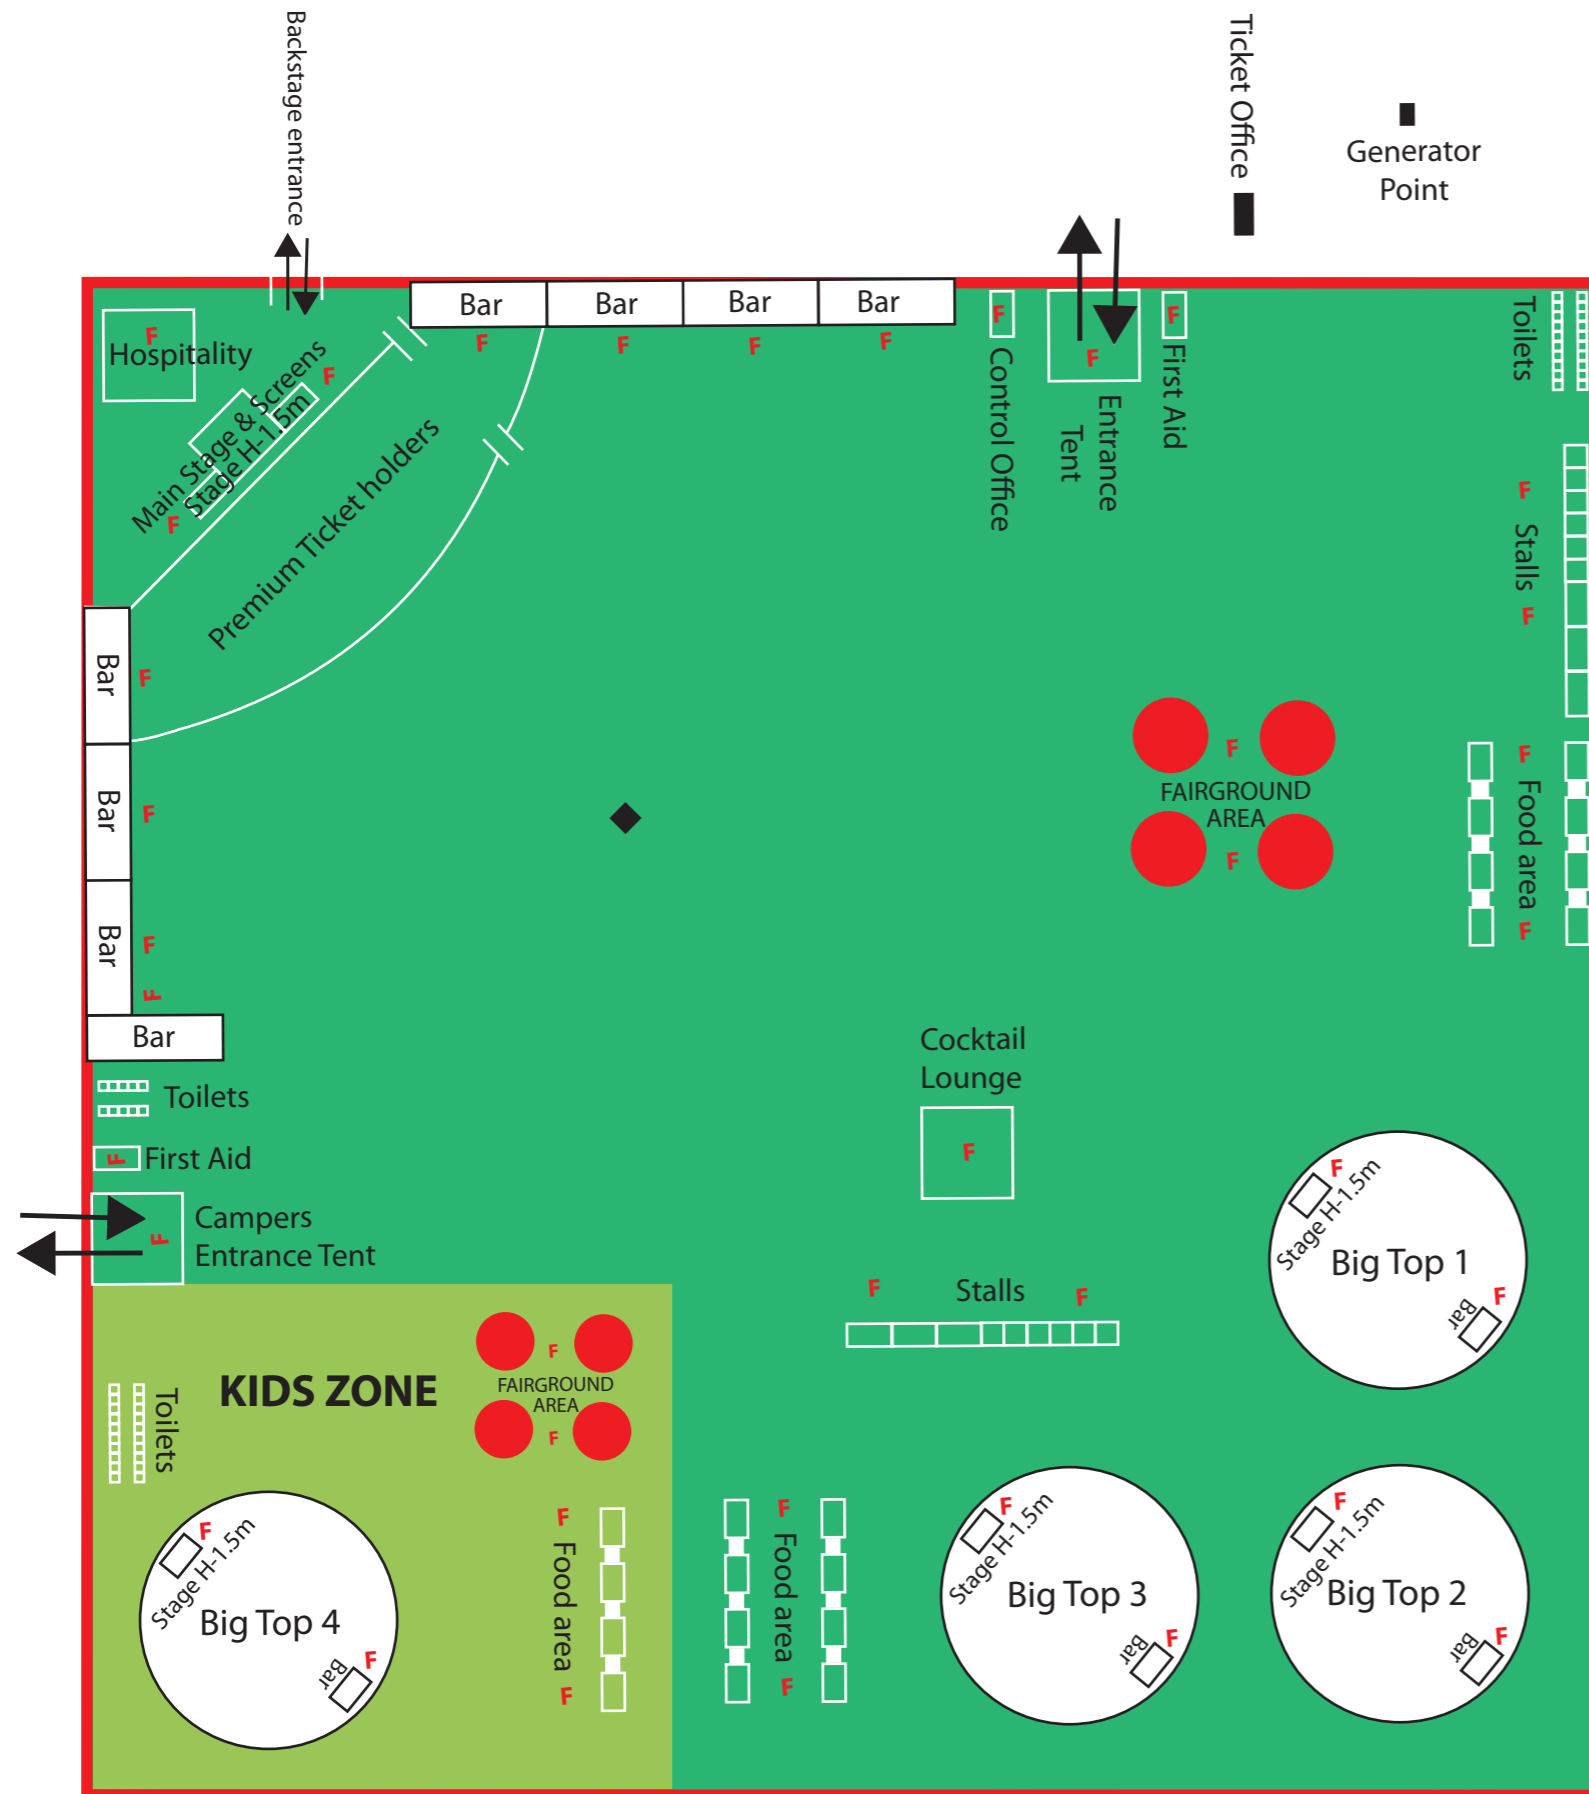 Backstage entrance
Ticket Office
Generator
Point
Bar
Bar
Bar
Bar
F
F
F
F
F
Hospitality
F
Main Stage & Screens
Stage H-1.5m
F
Premium Ticket holders
F
Control Office
F
Entrance
Tent
F
First Aid
Toilets
F
Stalls
F
Bar
F
Bar
F
Bar
F
F
Bar
F
FAIRGROUND
AREA
F
F
Food area
F
Toilets
F
First Aid
Campers
Entrance Tent
F
Cocktail
Lounge
F
F
Stalls
F
F
Stage H-1.5m
Big Top 1
F
Bar
KIDS ZONE
F
FAIRGROUND
AREA
F
Toilets
F
Stage H-1.5m
Big Top 4
F
Bar
F
Food area
F
F
Food area
F
F
Stage H-1.5m
Big Top 3
F
Bar
F
Stage H-1.5m
Big Top 2
F
Bar